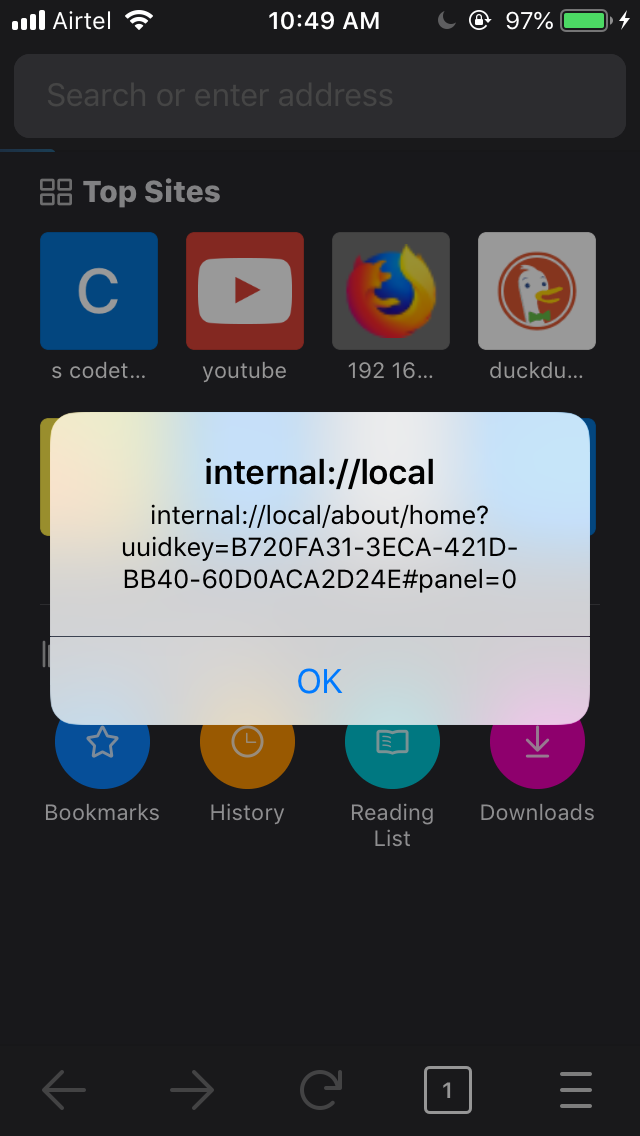 Airtel 10:49 AM 97%
Search or enter address
Top Sites
C
s codet... youtube 192 16... duckdu...
internal://local
internal://local/about/home?
uuidkey=B720FA31-3ECA-421D-
BB40-60D0ACA2D24E#panel=0
OK
Bookmarks History Reading Downloads
List
1